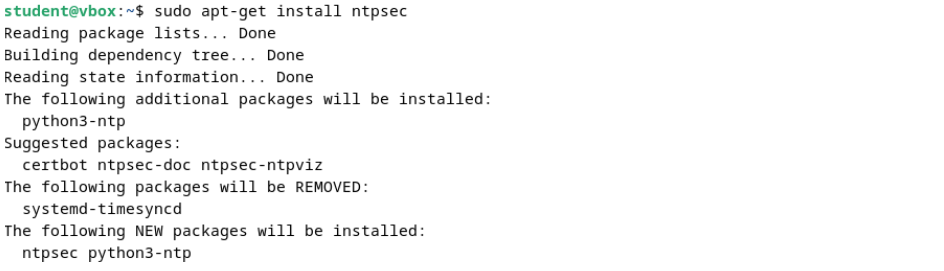 student@vbox:~$ sudo apt-get install ntpsec
Reading package lists... Done
Building dependency tree... Done
Reading state information... Done
The following additional packages will be installed:
  python3-ntp
Suggested packages:
  certbot ntpsec-doc ntpsec-ntpviz
The following packages will be REMOVED:
  systemd-timesyncd
The following NEW packages will be installed:
  ntpsec python3-ntp